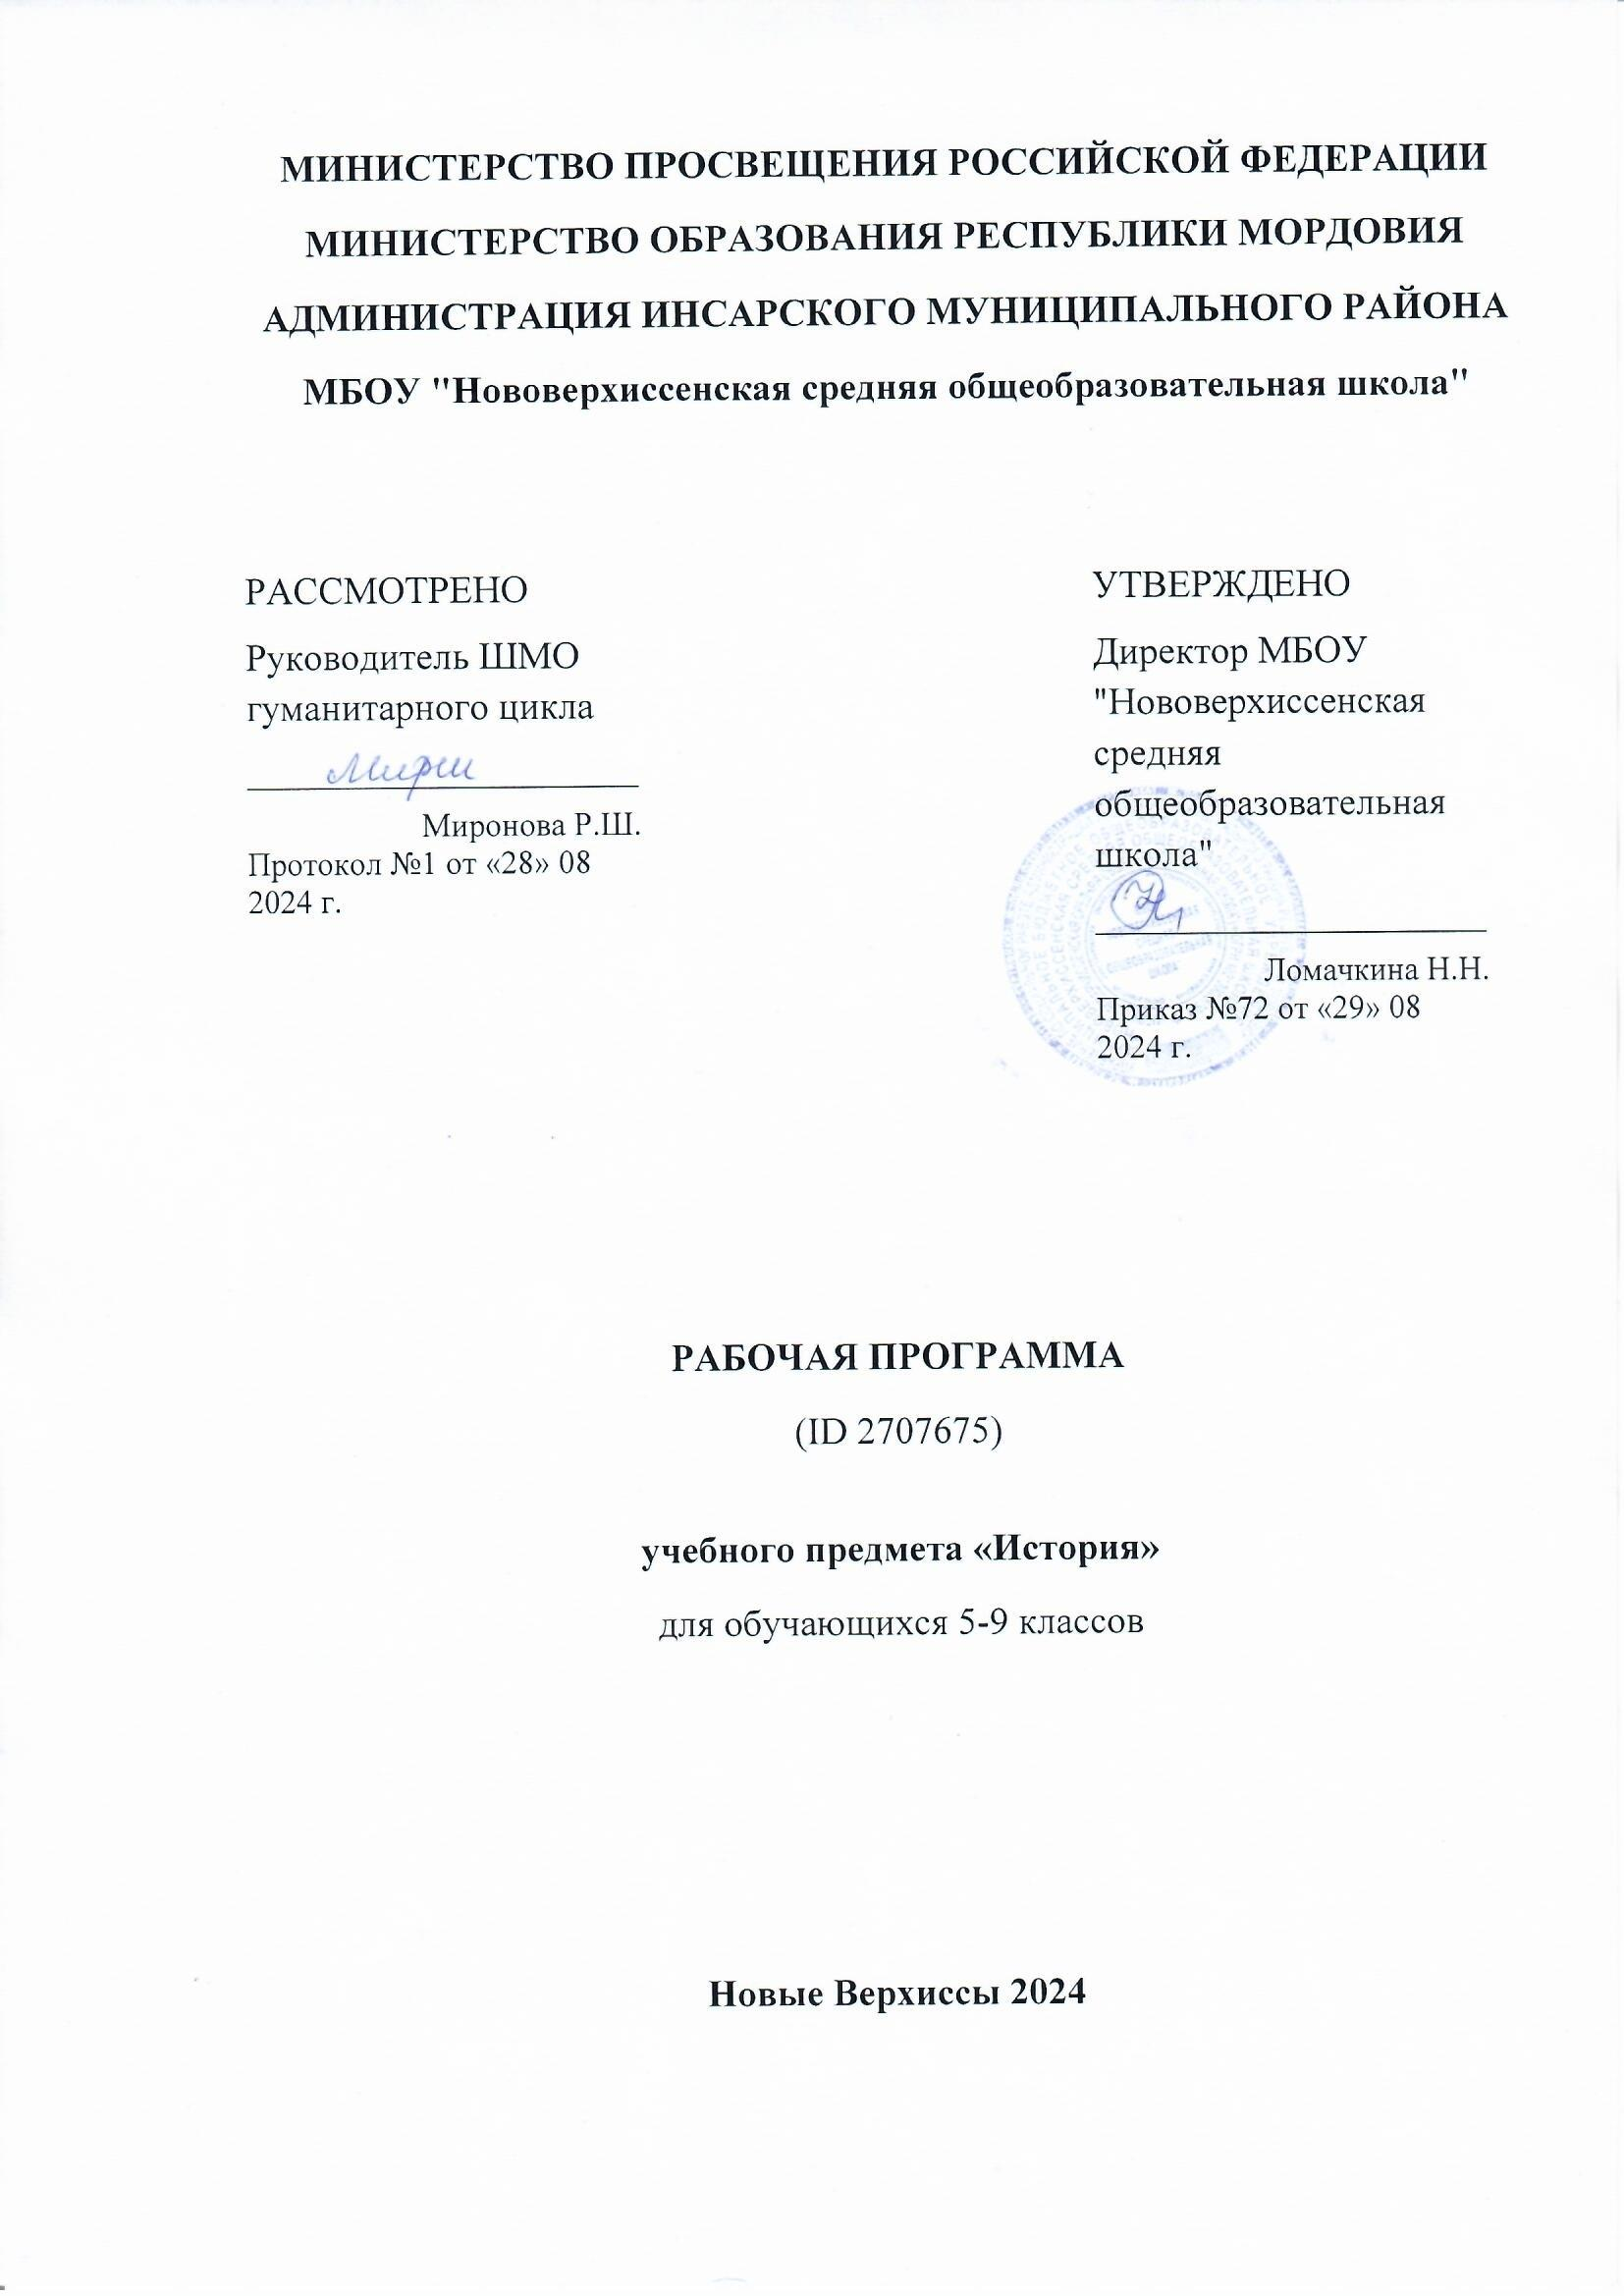 МИНИСТЕРСТВО ПРОСВЕЩЕНИЯ РОССИЙСКОЙ ФЕДЕРАЦИИ
МИНИСТЕРСТВО ОБРАЗОВАНИЯ РЕСПУБЛИКИ МОРДОВИЯ
АДМИНИСТРАЦИЯ ИНСАРСКОГО МУНИЦИПАЛЬНОГО РАЙОНА
МБОУ "Нововерхиссенская средняя общеобразовательная школа"
РАССМОТРЕНО
Руководитель ШМО
гуманитарного цикла
Миронова Р.Ш.
Протокол №1 от «28» 08
2024 г.
УТВЕРЖДЕНО
Директор МБОУ
"Нововерхиссенская
средняя
общеобразовательная
школа"
Ломачкина Н.Н.
Приказ №72 от «29» 08
2024 г.
РАБОЧАЯ ПРОГРАММА
(ID 2707675)
учебного предмета «История»
для обучающихся 5-9 классов
Новые Верхиссы 2024